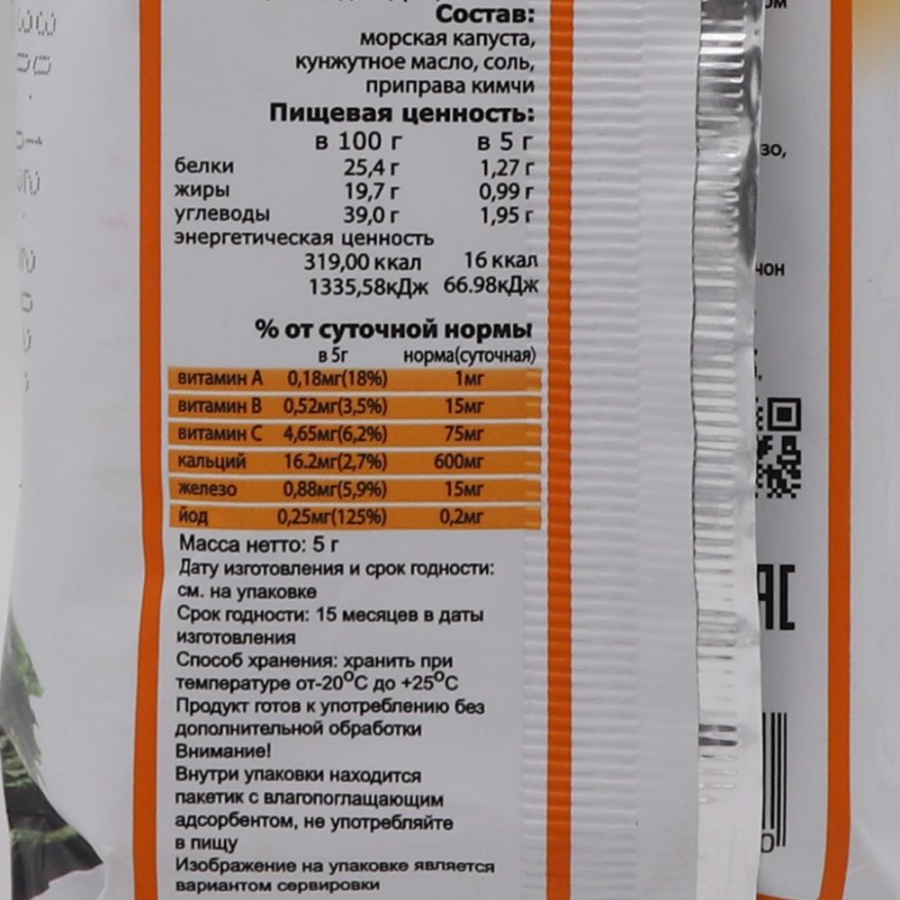 Состав:
морская капуста,
кунжутное масло, соль,
приправа кимчи
Пищевая ценность:
в 100 г в 5 г
белки 25,4 г 1,27 г
жиры 19,7 г 0,99 г
углеводы 39,0 г 1,95 г
энергетическая ценность
319,00 ккал 16 ккал
1335,58кДж 66.98кДж
% от суточной нормы
в 5г норма(суточная)
витамин А 0,18мг(18%) 1мг
витамин В 0,52мг(3,5%) 15мг
витамин С 4,65мг(6,2%) 75мг
кальций 16.2мг(2,7%) 600мг
железо 0,88мг(5,9%) 15мг
йод 0,25мг(125%) 0,2мг
Масса нетто: 5 г
Дату изготовления и срок годности:
см. на упаковке
Срок годности: 15 месяцев в даты
изготовления
Способ хранения: хранить при
температуре от-20°С до +25°С
Продукт готов к употреблению без
дополнительной обработки
Внимание!
Внутри упаковки находится
пакетик с влагопоглащающим
адсорбентом, не употребляйте
в пищу
Изображение на упаковке является
вариантом сервировки